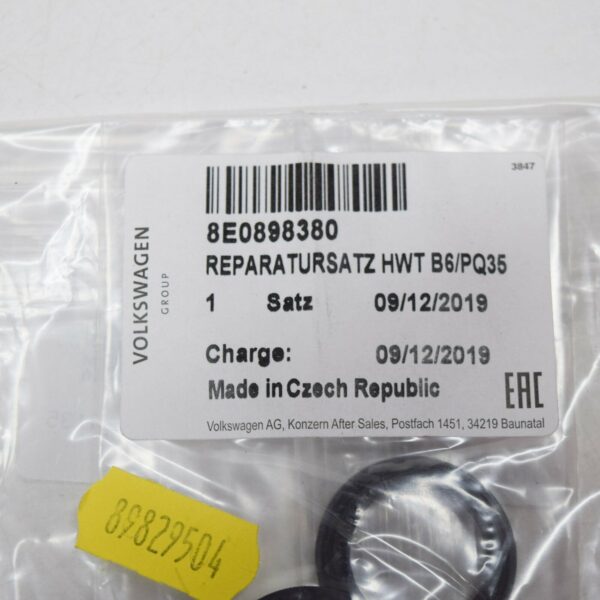 3847
8E0898380
REPARATURSATZ HWT B6/PQ35
1 Satz 09/12/2019
Charge: 09/12/2019
Made in Czech Republic
EAC
Volkswagen AG, Konzern After Sales, Postfach 1451, 34219 Baunatal
VOLKSWAGEN
GROUP
89829504